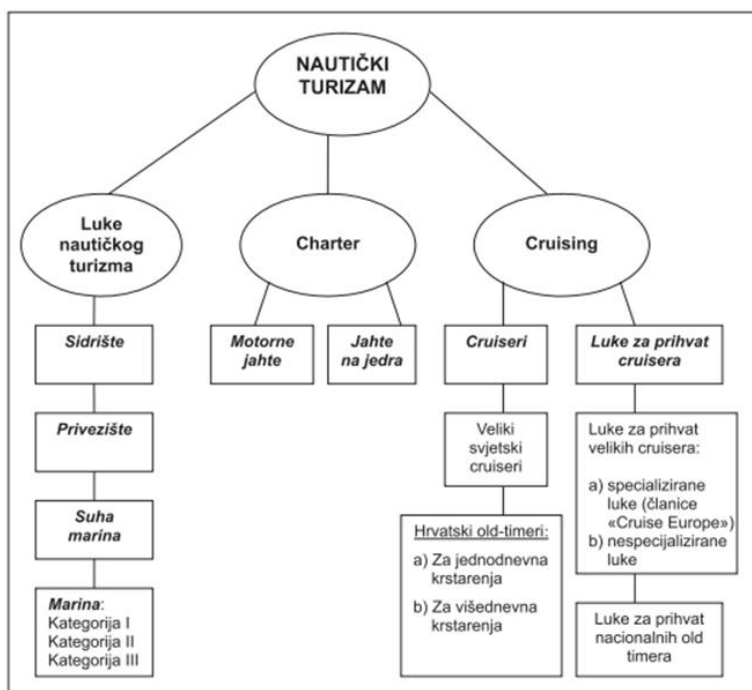 NAUTIČKI
TURIZAM
Luke
nautičkog
turizma
Charter
Cruising
Sidrište
Motorne
jahte
Jahte
na jedra
Cruiseri
Luke za prihvat
cruisera
Privezište
Veliki
svjetski
cruiseri
Luke za prihvat
velikih cruisera:
a) specializirane
luke (članice
«Cruise Europe»)
b) nespecijalizirane
luke
Suha
marina
Hrvatski old-timeri:
a) Za jednodnevna
krstarenja
b) Za višednevna
krstarenja
Marina:
Kategorija I
Kategorija II
Kategorija III
Luke za prihvat
nacionalnih old
timera